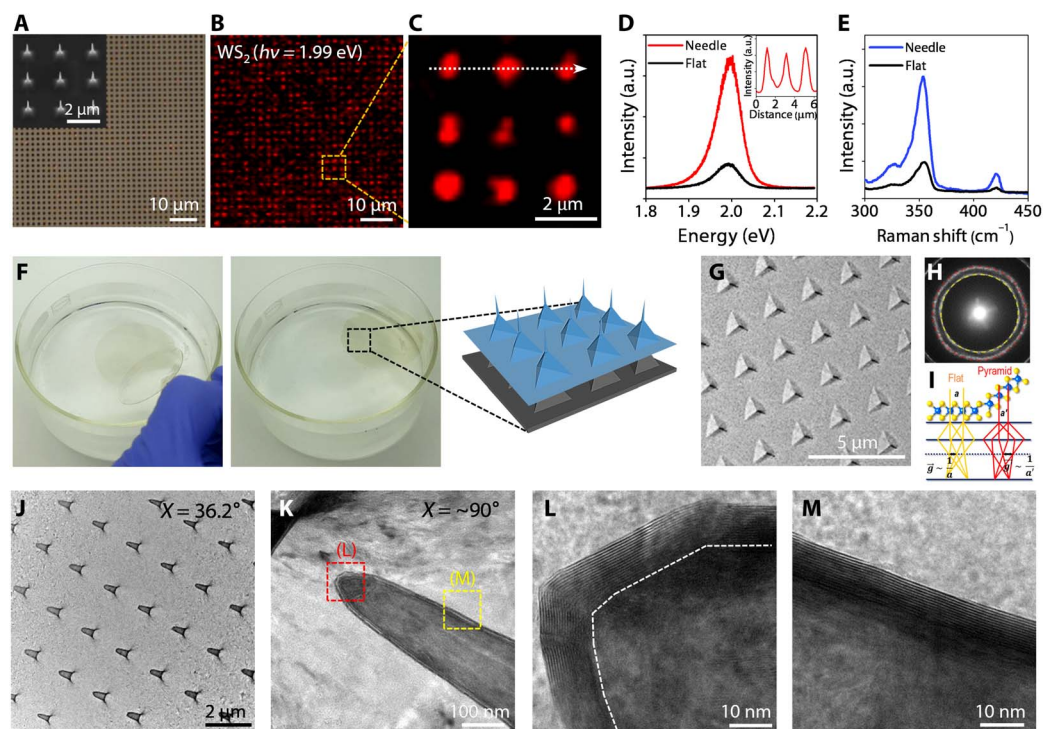 A
2 μm
10 μm
B
WS2 (hν = 1.99 eV)
10 μm
C
2 μm
D
Needle
Flat
Intensity (a.u.)
Intensity (a.u.)
0 2 4 6
Distance (μm)
1.8 1.9 2.0 2.1 2.2
Energy (eV)
E
Needle
Flat
Intensity (a.u.)
300 350 400 450
Raman shift (cm−1)
F
G
5 μm
H
I
Pyramid
Flat
a
a'
g ~ 1/a
g ~ 1/a'
J
X = 36.2°
2 μm
K
X = ~90°
(L)
(M)
100 nm
L
10 nm
M
10 nm